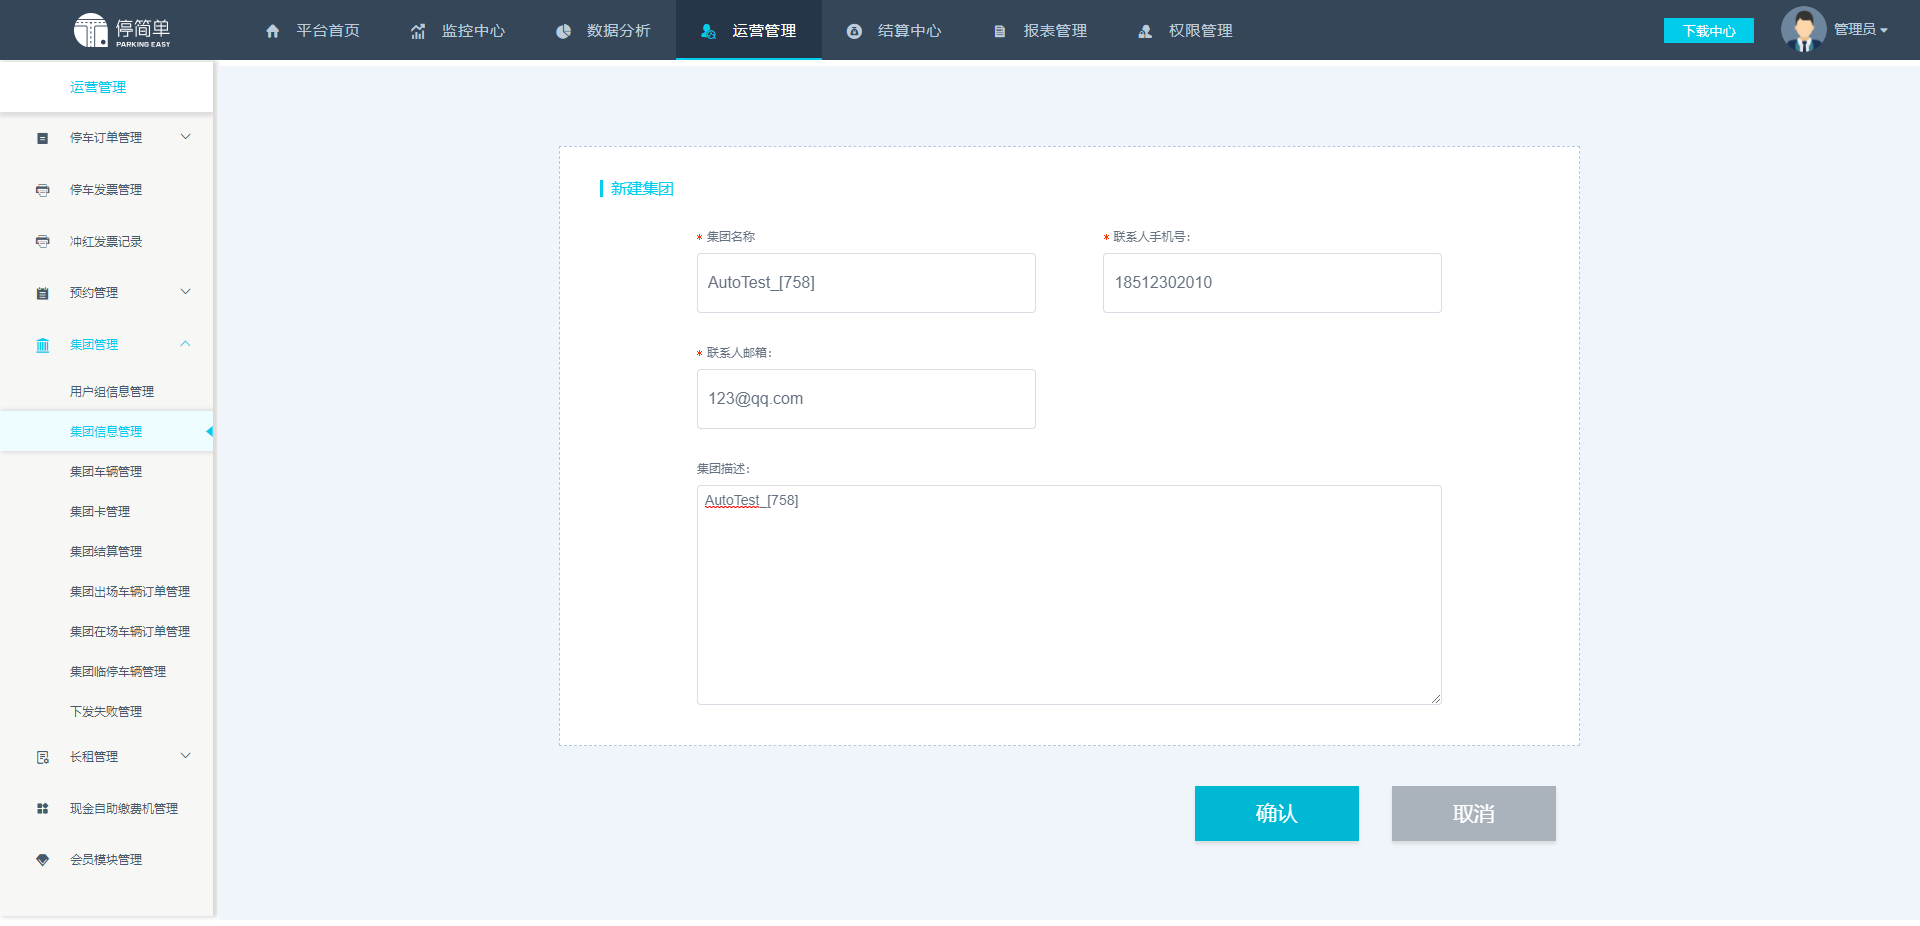 停简单
PARKING EASY
平台首页
监控中心
数据分析
运营管理
结算中心
报表管理
权限管理
下载中心
管理员
运营管理
停车订单管理
停车发票管理
冲红发票记录
预约管理
集团管理
用户组信息管理
集团信息管理
集团车辆管理
集团卡管理
集团结算管理
集团出场车辆订单管理
集团在场车辆订单管理
集团临停车辆管理
下发失败管理
长租管理
现金自助缴费机管理
会员模块管理
新建集团
* 集团名称
AutoTest_[758]
* 联系人手机号:
18512302010
* 联系人邮箱:
123@qq.com
集团描述:
AutoTest_[758]
确认
取消